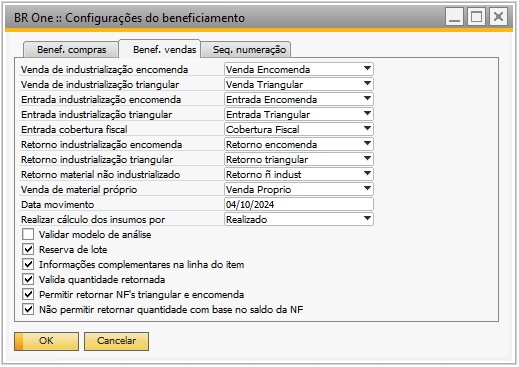 BR One :: Configurações do beneficiamento
Benef. compras Benef. vendas Seq. numeração
Venda de industrialização encomenda Venda Encomenda
Venda de industrialização triangular Venda Triangular
Entrada industrialização encomenda Entrada Encomenda
Entrada industrialização triangular Entrada Triangular
Entrada cobertura fiscal Cobertura Fiscal
Retorno industrialização encomenda Retorno encomenda
Retorno industrialização triangular Retorno triangular
Retorno material não industrializado Retorno ñ indust
Venda de material próprio Venda Proprio
Data movimento 04/10/2024
Realizar cálculo dos insumos por Realizado
Validar modelo de análise
Reserva de lote
Informações complementares na linha do item
Valida quantidade retornada
Permitir retornar NF's triangular e encomenda
Não permitir retornar quantidade com base no saldo da NF
OK Cancelar